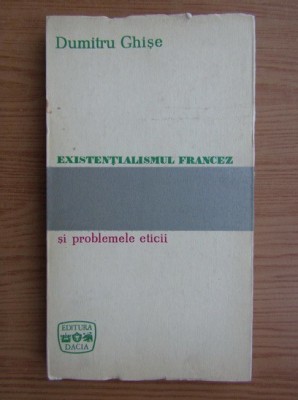 Dumitru Ghișe
EXISTENȚIALISMUL FRANCEZ
și problemele eticii
EDITURA
DACIA